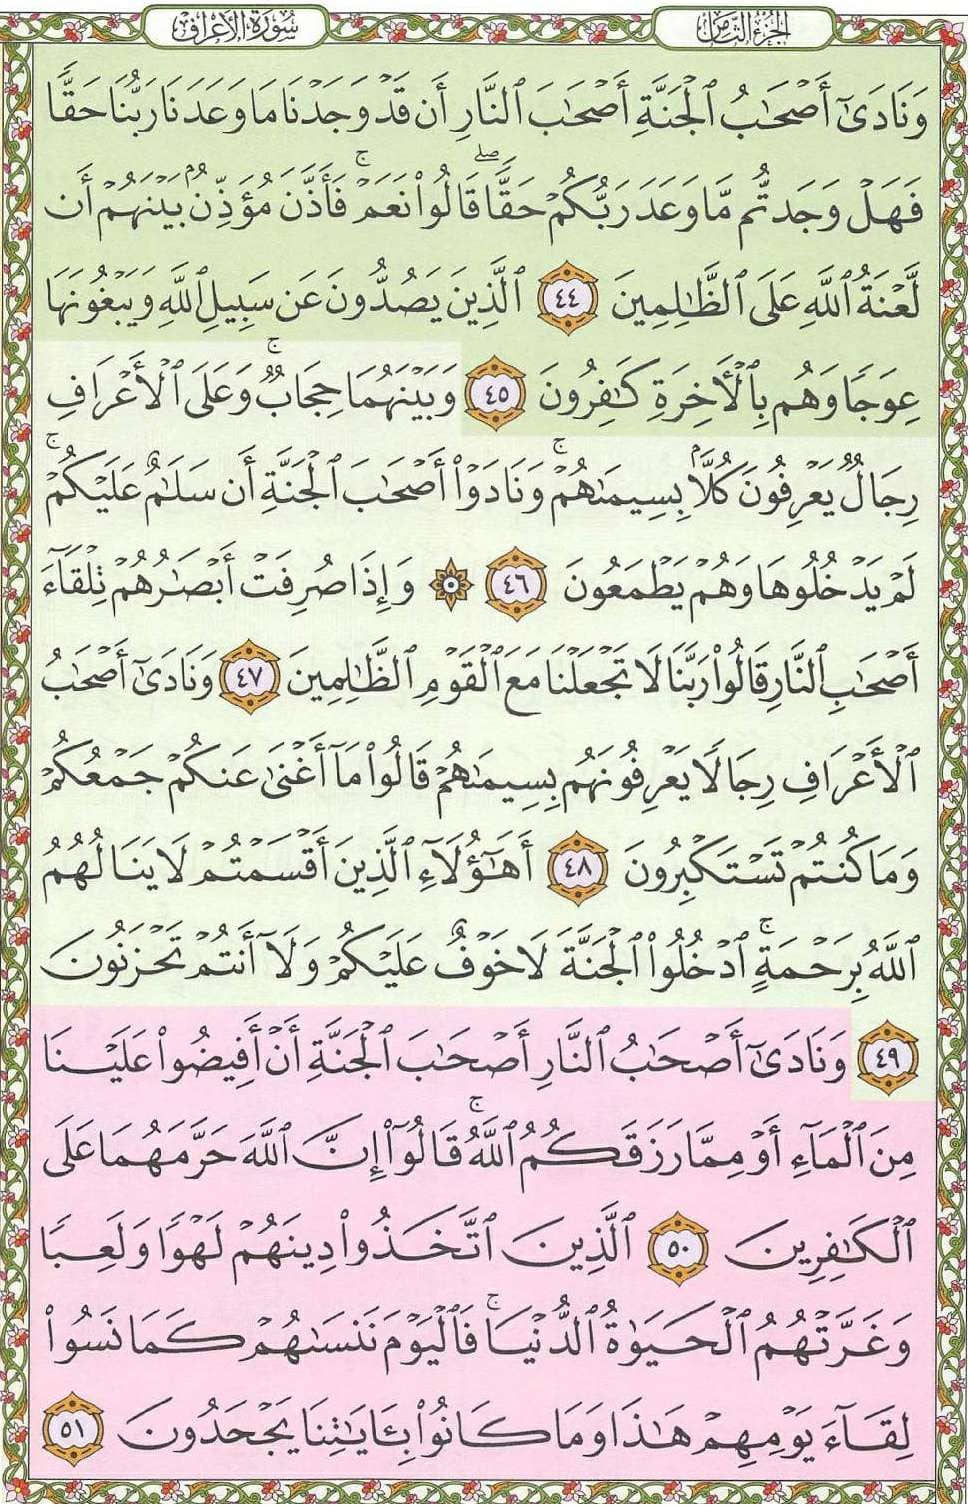 الجزء الثامن
سورة الأعراف
وَنَادَىٰٓ أَصْحَٰبُ ٱلْجَنَّةِ أَصْحَٰبَ ٱلنَّارِ أَن قَدْ وَجَدْنَا مَا وَعَدَنَا رَبُّنَا حَقًّا
فَهَلْ وَجَدتُّم مَّا وَعَدَ رَبُّكُمْ حَقًّا ۖ قَالُوا۟ نَعَمْ ۚ فَأَذَّنَ مُؤَذِّنٌۢ بَيْنَهُمْ أَن
لَّعْنَةُ ٱللَّهِ عَلَى ٱلظَّٰلِمِينَ ٤٤ ٱلَّذِينَ يَصُدُّونَ عَن سَبِيلِ ٱللَّهِ وَيَبْغُونَهَا
عِوَجًا وَهُم بِٱلْـَٔاخِرَةِ كَٰفِرُونَ ٤٥ وَبَيْنَهُمَا حِجَابٌ ۚ وَعَلَى ٱلْأَعْرَافِ
رِجَالٌ يَعْرِفُونَ كُلًّۢا بِسِيمَىٰهُمْ ۚ وَنَادَوْا۟ أَصْحَٰبَ ٱلْجَنَّةِ أَن سَلَٰمٌ عَلَيْكُمْ ۚ
لَمْ يَدْخُلُوهَا وَهُمْ يَطْمَعُونَ ٤٦ ۞ وَإِذَا صُرِفَتْ أَبْصَٰرُهُمْ تِلْقَآءَ
أَصْحَٰبِ ٱلنَّارِ قَالُوا۟ رَبَّنَا لَا تَجْعَلْنَا مَعَ ٱلْقَوْمِ ٱلظَّٰلِمِينَ ٤٧ وَنَادَىٰٓ أَصْحَٰبُ
ٱلْأَعْرَافِ رِجَالًا يَعْرِفُونَهُم بِسِيمَىٰهُمْ قَالُوا۟ مَآ أَغْنَىٰ عَنكُمْ جَمْعُكُمْ
وَمَا كُنتُمْ تَسْتَكْبِرُونَ ٤٨ أَهَٰٓؤُلَآءِ ٱلَّذِينَ أَقْسَمْتُمْ لَا يَنَالُهُمُ
ٱللَّهُ بِرَحْمَةٍ ۚ ٱدْخُلُوا۟ ٱلْجَنَّةَ لَا خَوْفٌ عَلَيْكُمْ وَلَآ أَنتُمْ تَحْزَنُونَ
٤٩ وَنَادَىٰٓ أَصْحَٰبُ ٱلنَّارِ أَصْحَٰبَ ٱلْجَنَّةِ أَنْ أَفِيضُوا۟ عَلَيْنَا
مِنَ ٱلْمَآءِ أَوْ مِمَّا رَزَقَكُمُ ٱللَّهُ ۚ قَالُوٓا۟ إِنَّ ٱللَّهَ حَرَّمَهُمَا عَلَى
ٱلْكَٰفِرِينَ ٥٠ ٱلَّذِينَ ٱتَّخَذُوا۟ دِينَهُمْ لَهْوًا وَلَعِبًا
وَغَرَّتْهُمُ ٱلْحَيَوٰةُ ٱلدُّنْيَا ۚ فَٱلْيَوْمَ نَنسَىٰهُمْ كَمَا نَسُوا۟
لِقَآءَ يَوْمِهِمْ هَٰذَا وَمَا كَانُوا۟ بِـَٔايَٰتِنَا يَجْحَدُونَ ٥١